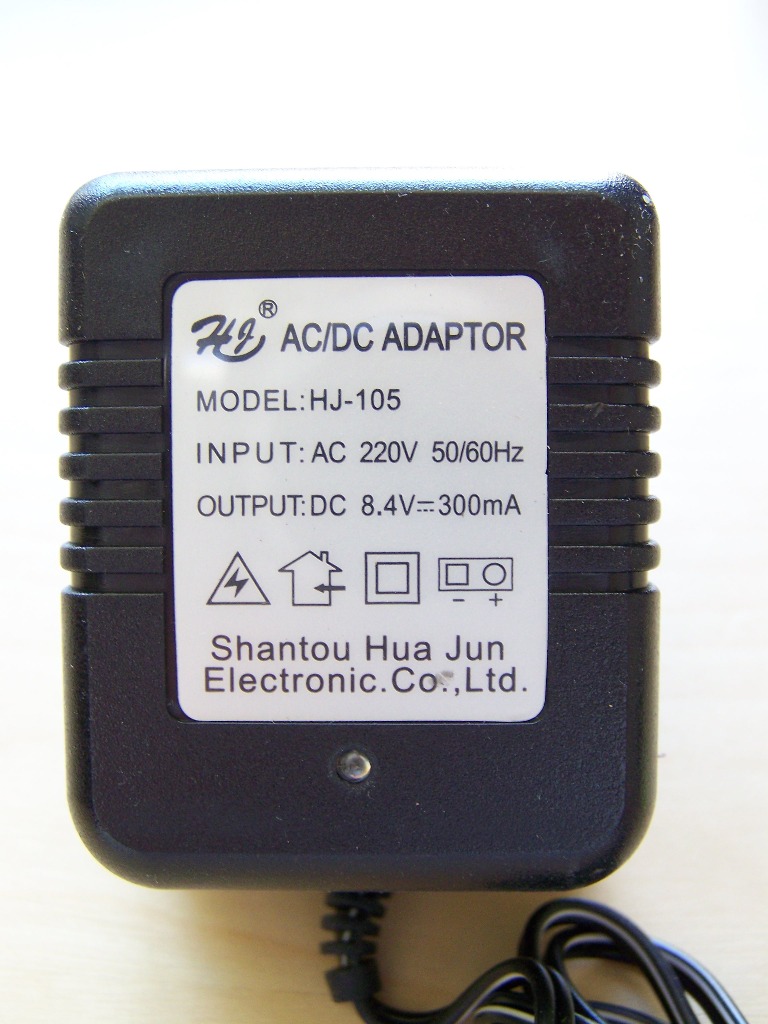 HJ® AC/DC ADAPTOR
MODEL:HJ-105
INPUT: AC 220V 50/60Hz
OUTPUT:DC 8.4V⎓300mA
− +
Shantou Hua Jun
Electronic.Co.,Ltd.